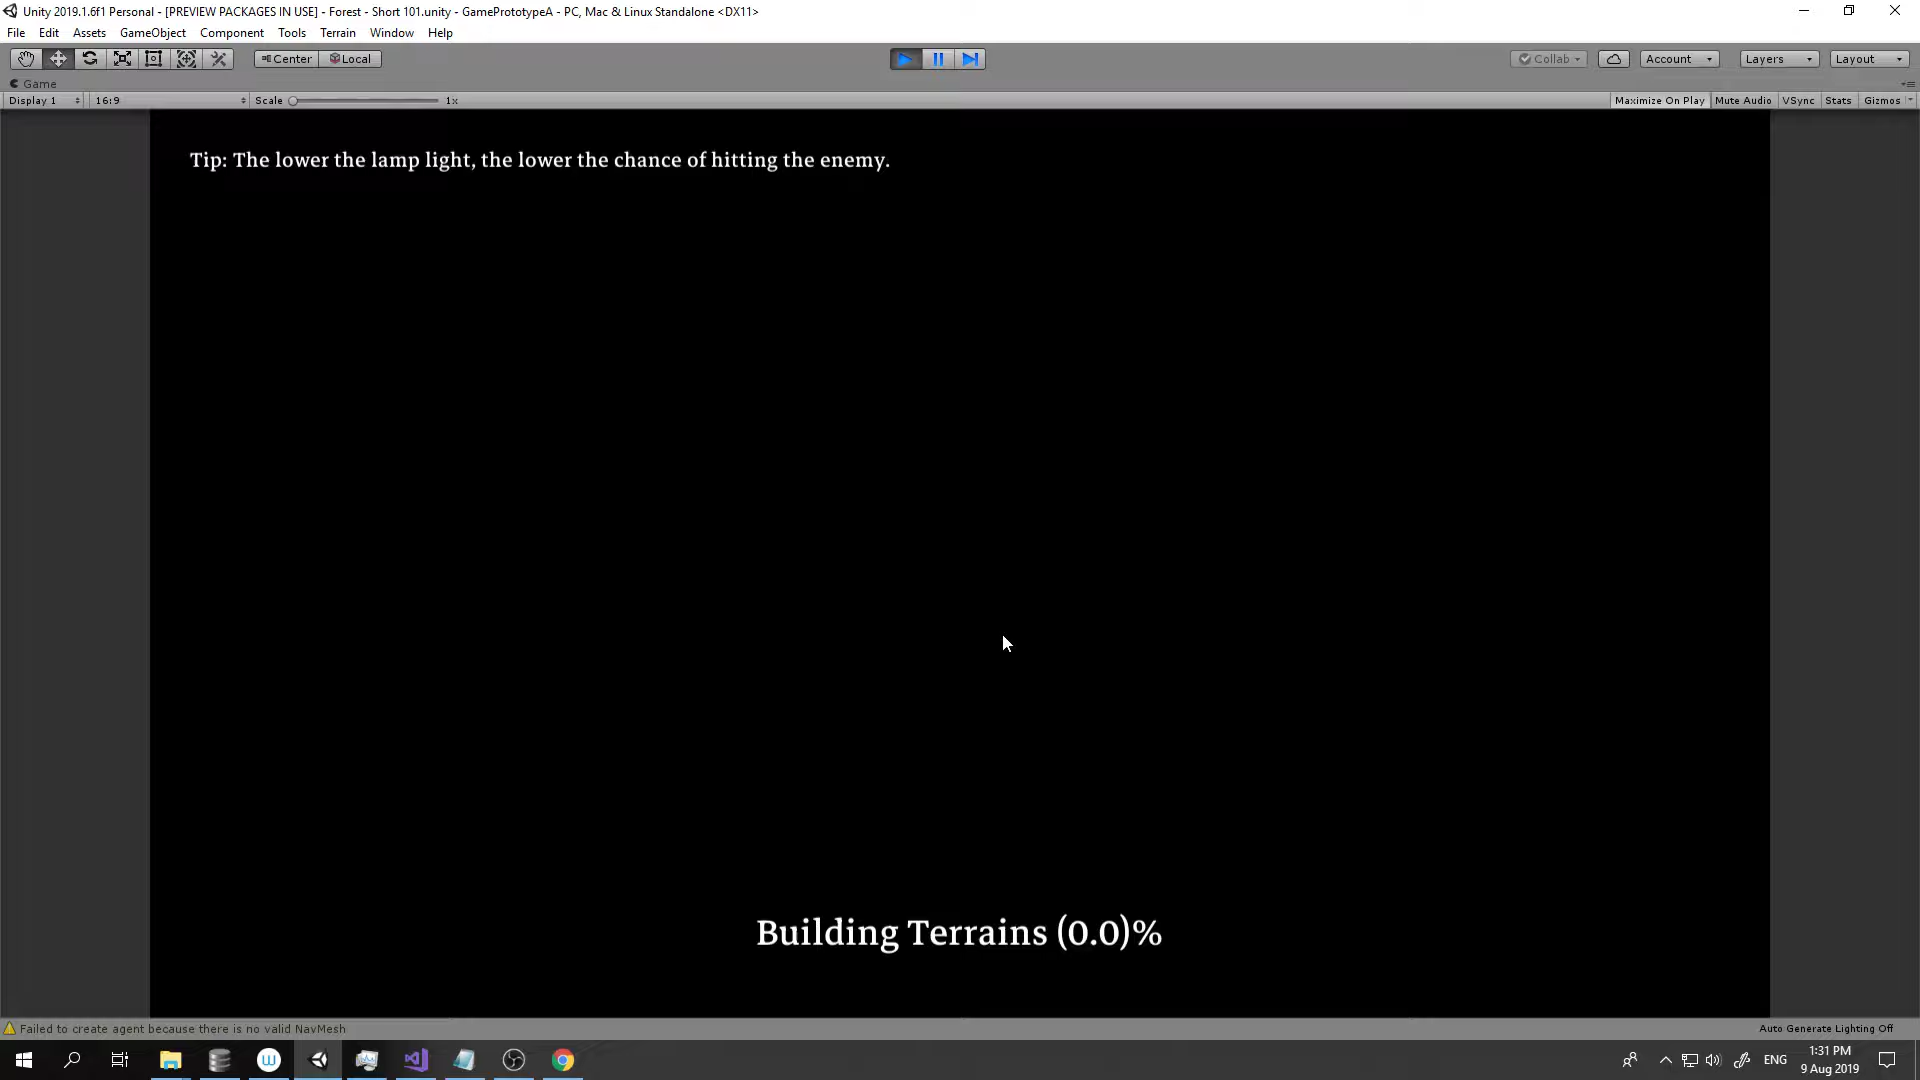 Unity 2019.1.6f1 Personal - [PREVIEW PACKAGES IN USE] - Forest - Short 101.unity - GamePrototypeA - PC, Mac & Linux Standalone <DX11>
File Edit Assets GameObject Component Tools Terrain Window Help
Center Local Collab Account Layers Layout
Game
Display 1 16:9 Scale 1x Maximize On Play Mute Audio VSync Stats Gizmos
Tip: The lower the lamp light, the lower the chance of hitting the enemy.
Building Terrains (0.0)%
Failed to create agent because there is no valid NavMesh
Auto Generate Lighting Off
ENG
1:31 PM
9 Aug 2019